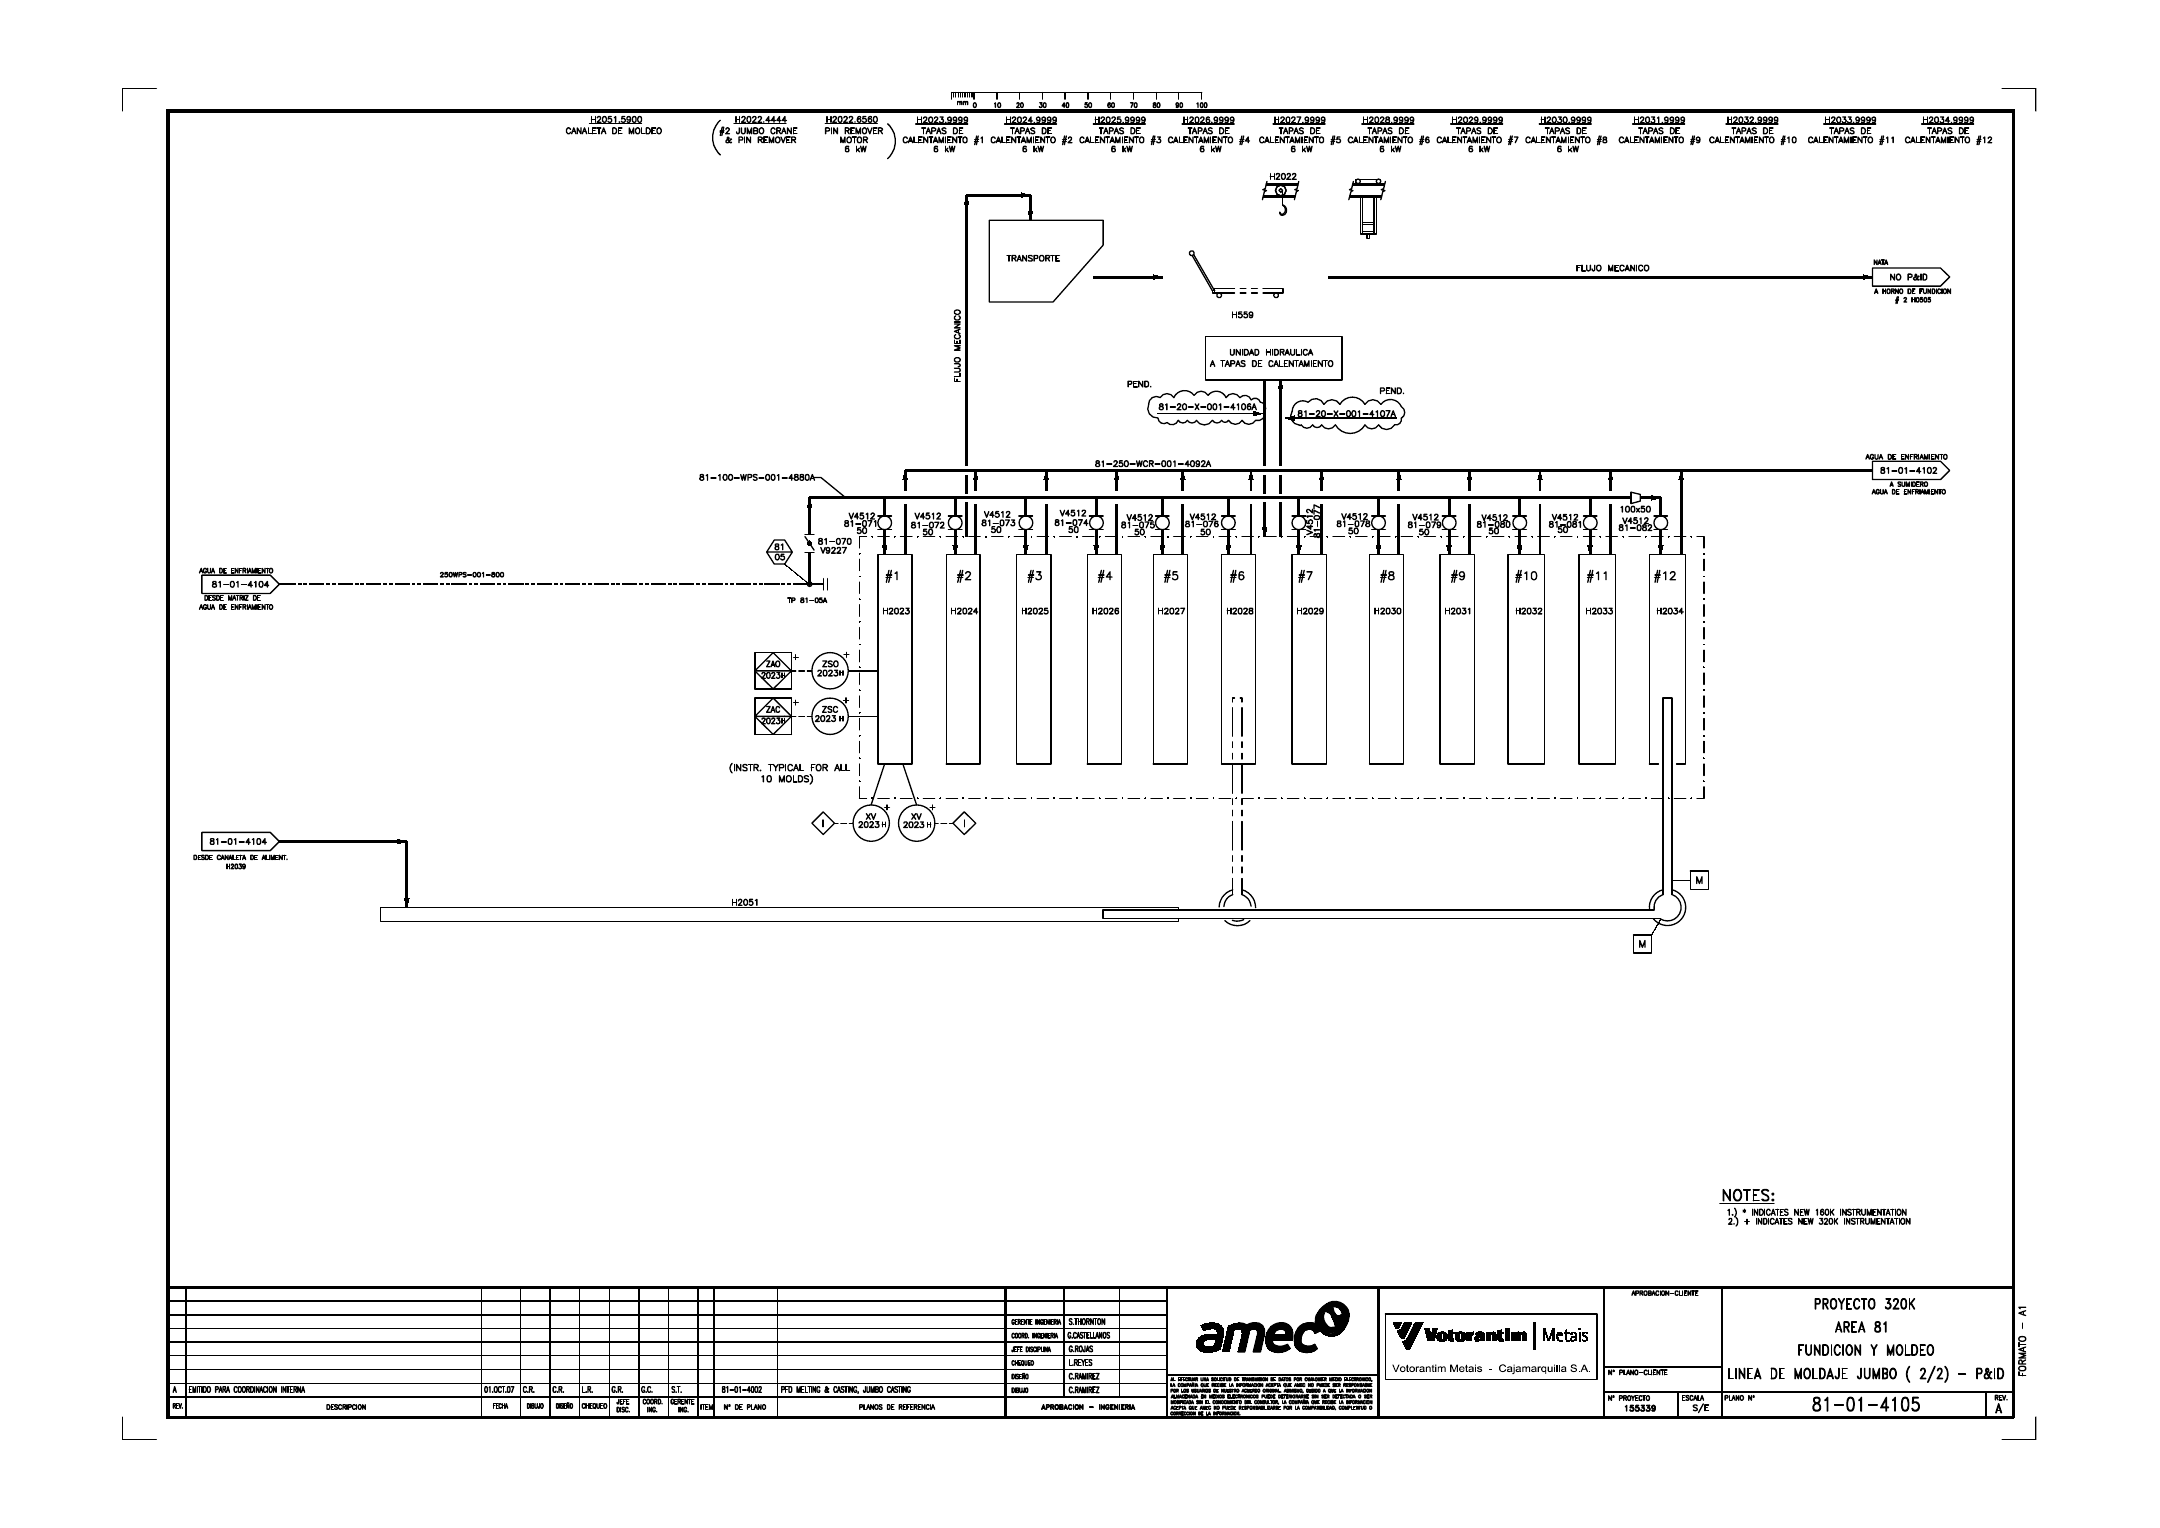 mm 0 10 20 30 40 50 60 70 80 90 100
H2051.5900
CANALETA DE MOLDEO
H2022.4444
#2 JUMBO CRANE
& PIN REMOVER
H2022.6560
PIN REMOVER
MOTOR
6 kW
H2023.9999
TAPAS DE
CALENTAMIENTO #1
6 kW
H2024.9999
TAPAS DE
CALENTAMIENTO #2
6 kW
H2025.9999
TAPAS DE
CALENTAMIENTO #3
6 kW
H2026.9999
TAPAS DE
CALENTAMIENTO #4
6 kW
H2027.9999
TAPAS DE
CALENTAMIENTO #5
6 kW
H2028.9999
TAPAS DE
CALENTAMIENTO #6
6 kW
H2029.9999
TAPAS DE
CALENTAMIENTO #7
6 kW
H2030.9999
TAPAS DE
CALENTAMIENTO #8
6 kW
H2031.9999
TAPAS DE
CALENTAMIENTO #9
H2032.9999
TAPAS DE
CALENTAMIENTO #10
H2033.9999
TAPAS DE
CALENTAMIENTO #11
H2034.9999
TAPAS DE
CALENTAMIENTO #12
H2022
TRANSPORTE
FLUJO MECANICO
H559
FLUJO MECANICO
NATA
NO P&ID
A HORNO DE FUNDICION
# 2 H0505
UNIDAD HIDRAULICA
A TAPAS DE CALENTAMIENTO
PEND.
81-20-X-001-4106A
PEND.
81-20-X-001-4107A
81-250-WCR-001-4092A
AGUA DE ENFRIAMIENTO
81-01-4102
A SUMIDERO
AGUA DE ENFRIAMIENTO
81-100-WPS-001-4880A
V4512
81-071
50
V4512
81-072
50
V4512
81-073
50
V4512
81-074
50
V4512
81-075
50
V4512
81-076
50
V4512
81-077
V4512
81-078
50
V4512
81-079
50
V4512
81-080
50
V4512
81-081
50
100x50
V4512
81-082
81
05
81-070
V9227
AGUA DE ENFRIAMIENTO
81-01-4104
DESDE MATRIZ DE
AGUA DE ENFRIAMIENTO
250WPS-001-600
TP 81-05A
#1
H2023
#2
H2024
#3
H2025
#4
H2026
#5
H2027
#6
H2028
#7
H2029
#8
H2030
#9
H2031
#10
H2032
#11
H2033
#12
H2034
ZAO
2023H
+
ZSO
2023H
+
ZAC
2023H
+
ZSC
2023 H
+
(INSTR. TYPICAL FOR ALL
10 MOLDS)
I
XV
2023 H
+
XV
2023 H
+
I
81-01-4104
DESDE CANALETA DE ALIMENT.
H2039
H2051
M
M
NOTES:
1.) * INDICATES NEW 160K INSTRUMENTATION
2.) + INDICATES NEW 320K INSTRUMENTATION
A EMITIDO PARA COORDINACION INTERNA 01.OCT.07 C.R. C.R. L.R. G.R. G.C. S.T. 81-01-4002 PFD MELTING & CASTING, JUMBO CASTING
REV. DESCRIPCION FECHA DIBUJO DISEÑO CHEQUEO JEFE DISC. COORD. ING. GERENTE ING. ITEM N° DE PLANO PLANOS DE REFERENCIA
GERENTE INGENIERIA S.THORNTON
COORD. INGENIERIA G.CASTELLANOS
JEFE DISCIPLINA G.ROJAS
CHEQUEO L.REYES
DISEÑO C.RAMIREZ
DIBUJO C.RAMIREZ
APROBACION - INGENIERIA
amec
Votorantim | Metais
Votorantim Metais - Cajamarquilla S.A.
APROBACION-CLIENTE
N° PLANO-CLIENTE
N° PROYECTO
155339
ESCALA
S/E
PROYECTO 320K
AREA 81
FUNDICION Y MOLDEO
LINEA DE MOLDAJE JUMBO ( 2/2) - P&ID
PLANO N°
81-01-4105
REV.
A
FORMATO - A1